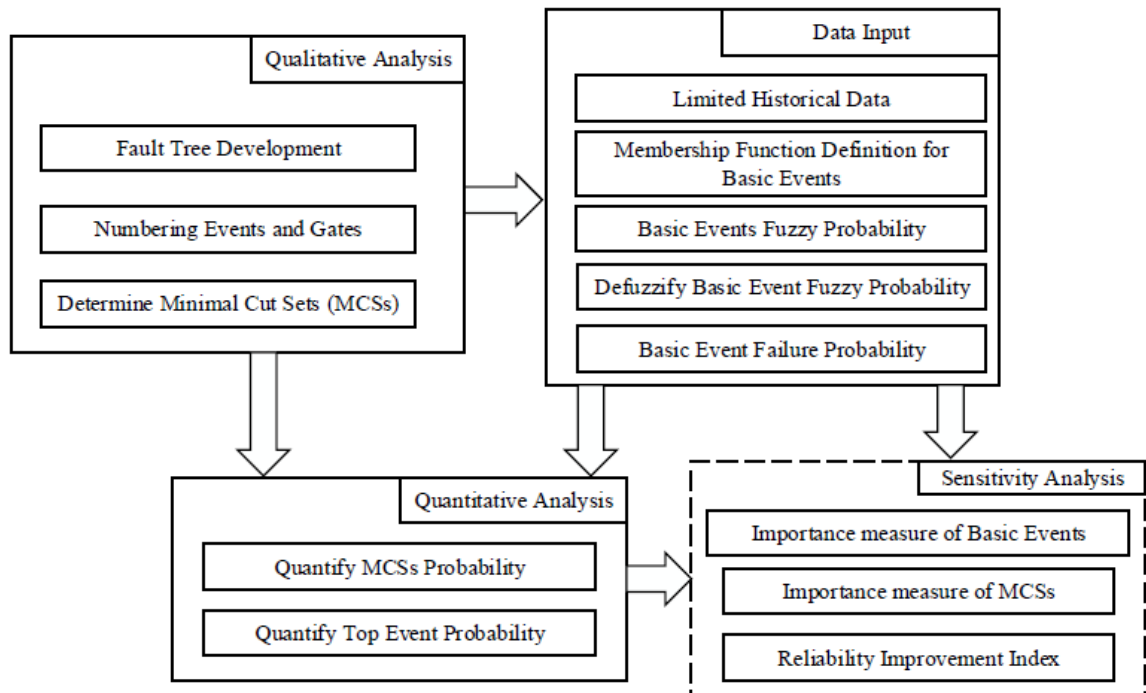 Qualitative Analysis
Fault Tree Development
Numbering Events and Gates
Determine Minimal Cut Sets (MCSs)
Data Input
Limited Historical Data
Membership Function Definition for
Basic Events
Basic Events Fuzzy Probability
Defuzzify Basic Event Fuzzy Probability
Basic Event Failure Probability
Quantitative Analysis
Quantify MCSs Probability
Quantify Top Event Probability
Sensitivity Analysis
Importance measure of Basic Events
Importance measure of MCSs
Reliability Improvement Index